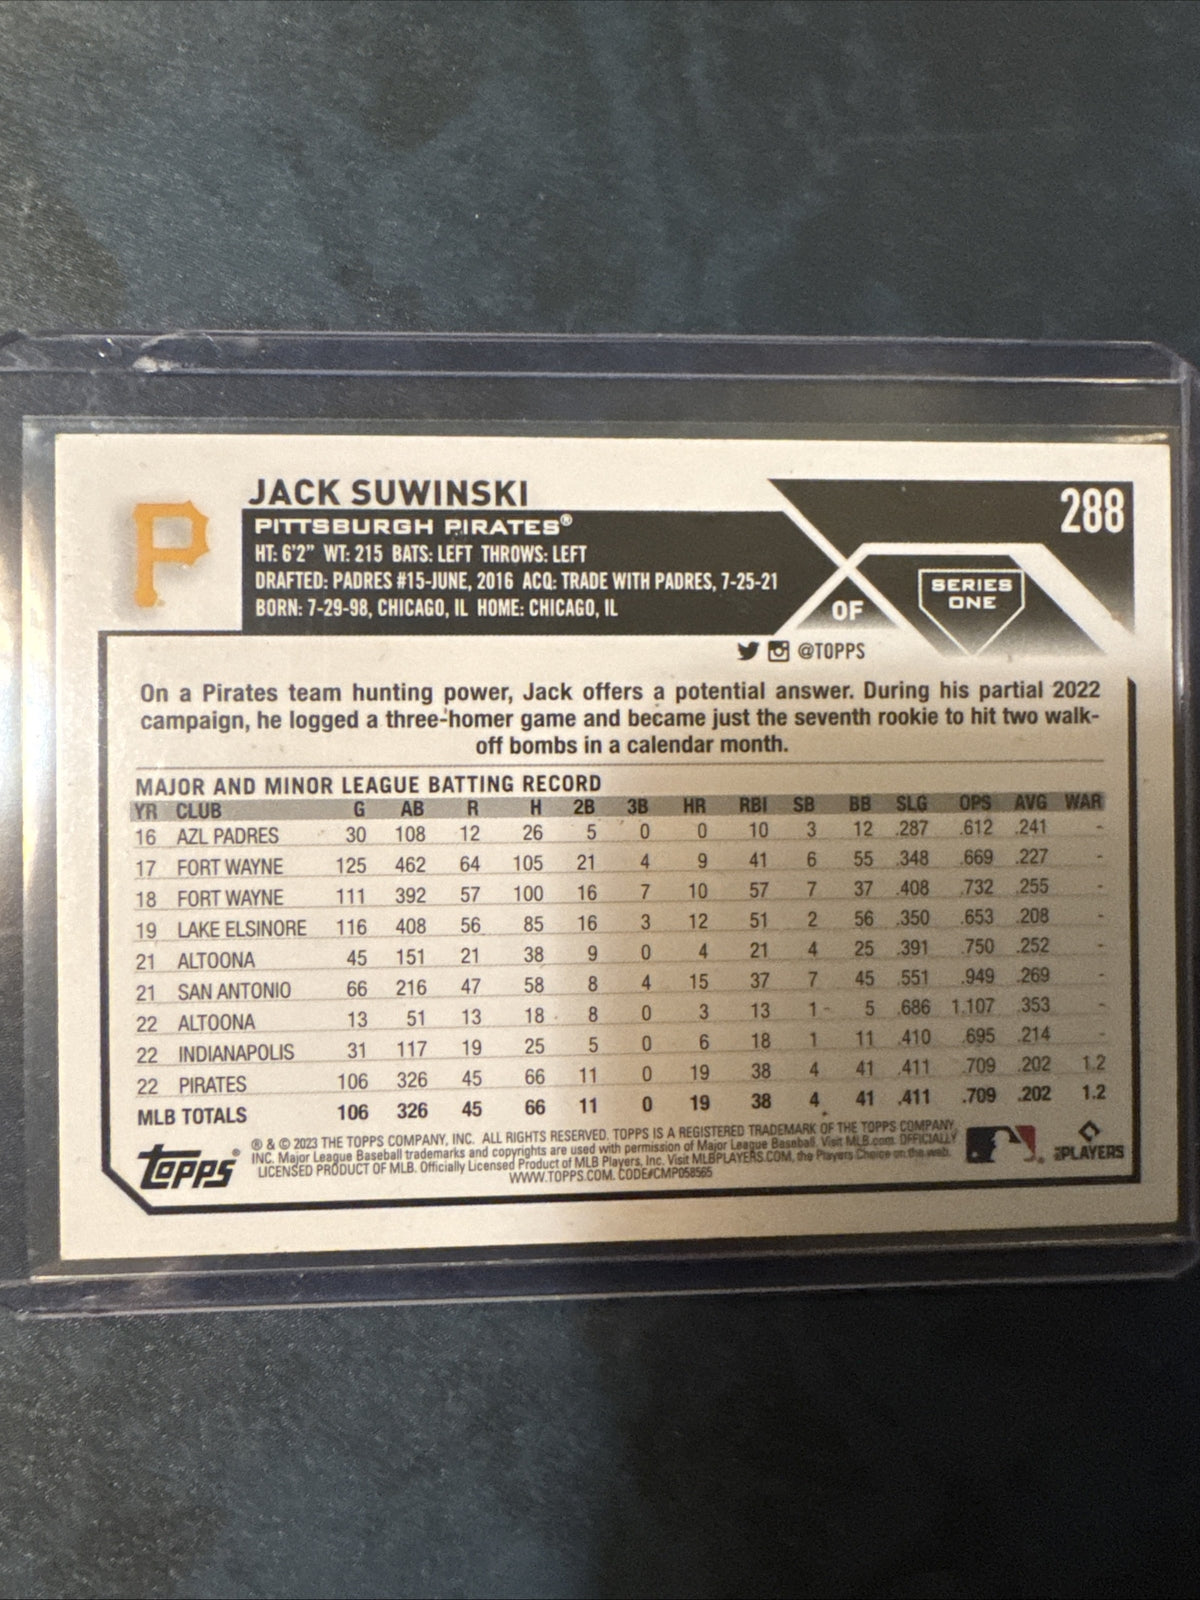 JACK SUWINSKI
288
PITTSBURGH PIRATES®
HT: 6'2" WT: 215 BATS: LEFT THROWS: LEFT
DRAFTED: PADRES #15-JUNE, 2016 ACQ: TRADE WITH PADRES, 7-25-21
BORN: 7-29-98, CHICAGO, IL HOME: CHICAGO, IL
OF
SERIES
ONE
@TOPPS
On a Pirates team hunting power, Jack offers a potential answer. During his partial 2022
campaign, he logged a three-homer game and became just the seventh rookie to hit two walk-
off bombs in a calendar month.
MAJOR AND MINOR LEAGUE BATTING RECORD
YR CLUB G AB R H 2B 3B HR RBI SB BB SLG OPS AVG WAR
16 AZL PADRES 30 108 12 26 5 0 0 10 3 12 .287 .612 .241 -
17 FORT WAYNE 125 462 64 105 21 4 9 41 6 55 .348 .669 .227 -
18 FORT WAYNE 111 392 57 100 16 7 10 57 7 37 .408 .732 .255 -
19 LAKE ELSINORE 116 408 56 85 16 3 12 51 2 56 .350 .653 .208 -
21 ALTOONA 45 151 21 38 9 0 4 21 4 25 .391 .750 .252 -
21 SAN ANTONIO 66 216 47 58 8 4 15 37 7 45 .551 .949 .269 -
22 ALTOONA 13 51 13 18 8 0 3 13 1 5 .686 1.107 .353 -
22 INDIANAPOLIS 31 117 19 25 5 0 6 18 1 11 .410 .695 .214 -
22 PIRATES 106 326 45 66 11 0 19 38 4 41 .411 .709 .202 1.2
MLB TOTALS 106 326 45 66 11 0 19 38 4 41 .411 .709 .202 1.2
TOPPS®
® & © 2023 THE TOPPS COMPANY, INC. ALL RIGHTS RESERVED. TOPPS IS A REGISTERED TRADEMARK OF THE TOPPS COMPANY,
INC. Major League Baseball trademarks and copyrights are used with permission of Major League Baseball. Visit MLB.com. OFFICIALLY
LICENSED PRODUCT OF MLB. Officially Licensed Product of MLB Players, Inc. Visit MLBPLAYERS.COM, the Players Choice on the web.
WWW.TOPPS.COM. CODE#CMP058565
MLB PLAYERS
P